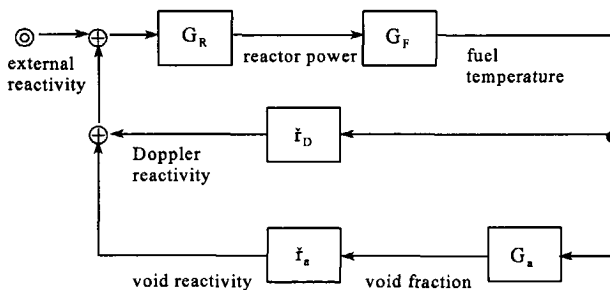 G_R
G_F
external
reactivity
reactor power
fuel
temperature
ř_D
Doppler
reactivity
ř_a
G_a
void reactivity
void fraction